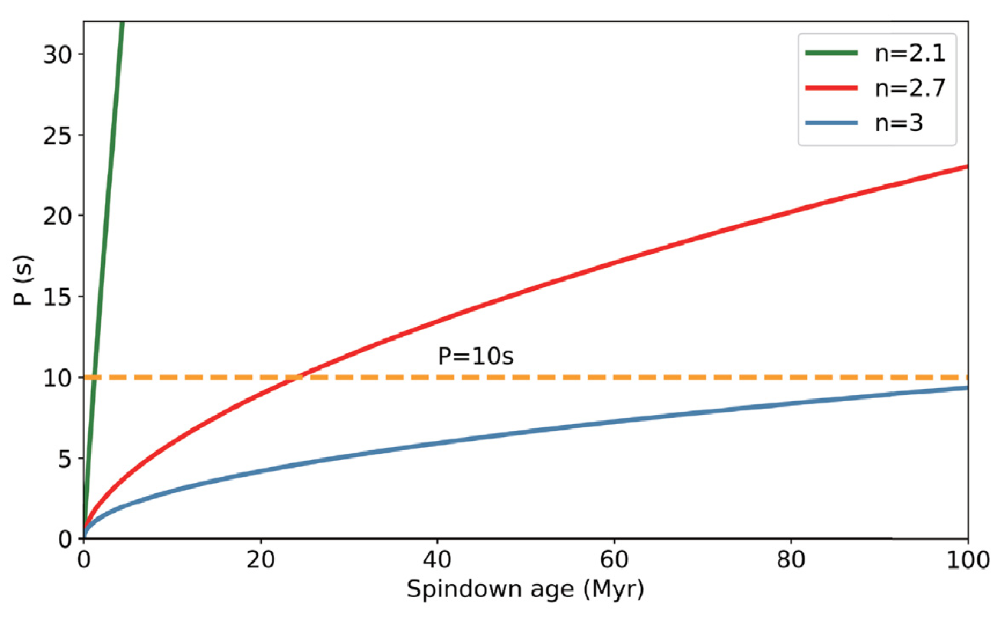 n=2.1
n=2.7
n=3
P=10s
P (s)
30
25
20
15
10
5
0
0 20 40 60 80 100
Spindown age (Myr)